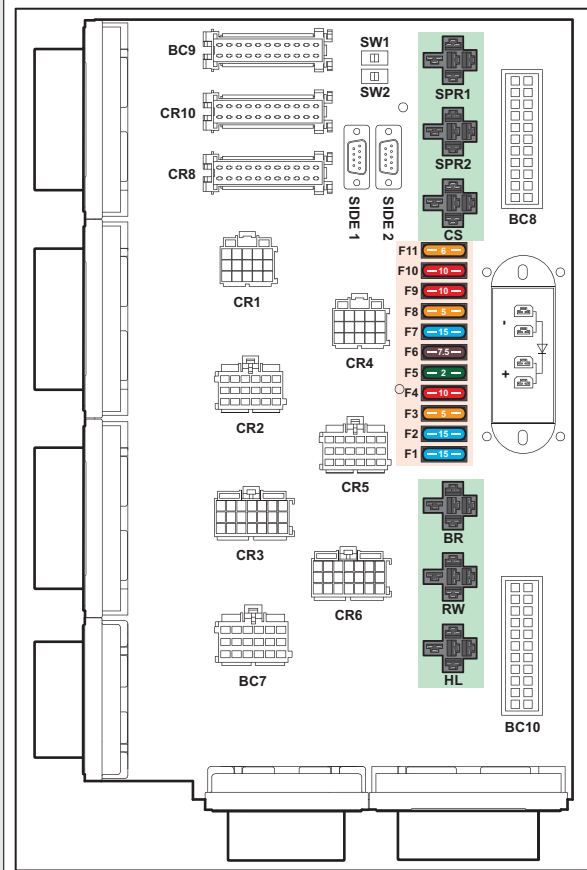 BC9
SW1
SW2
SPR1
CR10
SPR2
CR8
SIDE 1
SIDE 2
CS
BC8
F11 6
F10 10
F9 10
F8 5
F7 15
F6 7.5
F5 2
F4 10
F3 5
F2 15
F1 15
-
+
CR1
CR4
CR2
CR5
CR3
CR6
BC7
BR
RW
HL
BC10